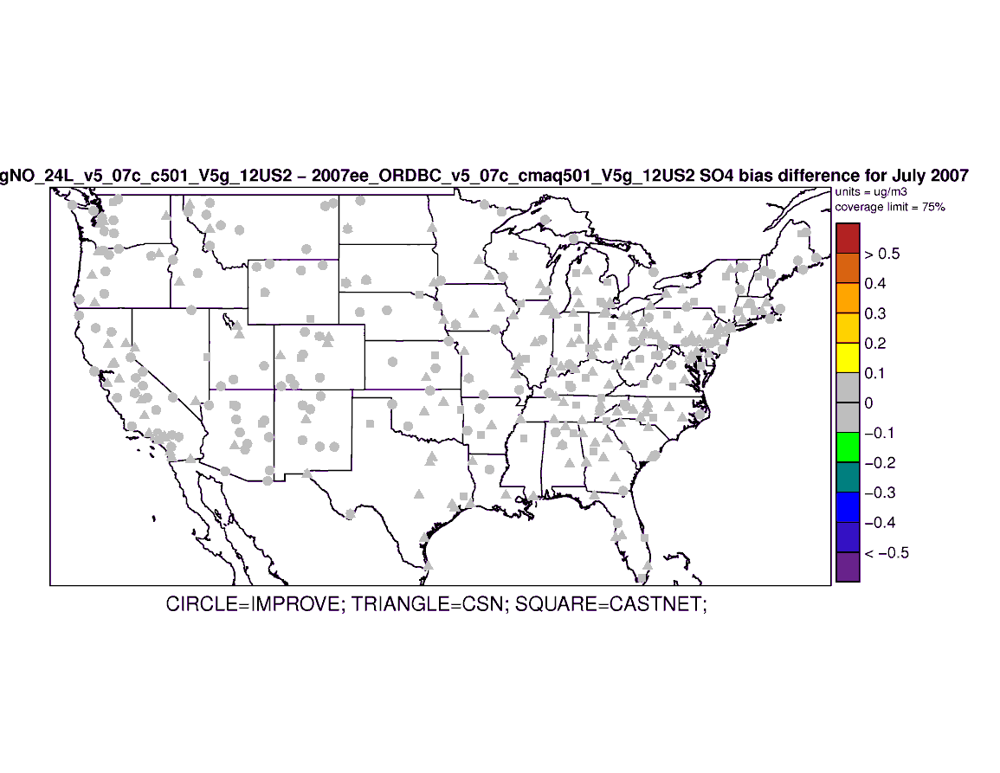 gNO_24L_v5_07c_c501_V5g_12US2 − 2007ee_ORDBC_v5_07c_cmaq501_V5g_12US2 SO4 bias difference for July 2007
units = ug/m3
coverage limit = 75%
> 0.5
0.4
0.3
0.2
0.1
0
−0.1
−0.2
−0.3
−0.4
< −0.5
CIRCLE=IMPROVE; TRIANGLE=CSN; SQUARE=CASTNET;